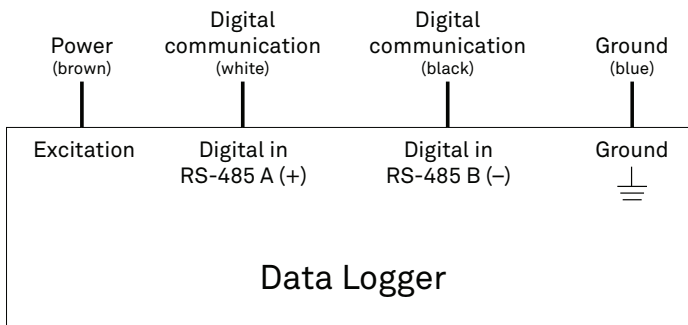 Power
(brown)
Digital
communication
(white)
Digital
communication
(black)
Ground
(blue)
Excitation
Digital in
RS-485 A (+)
Digital in
RS-485 B (–)
Ground
Data Logger